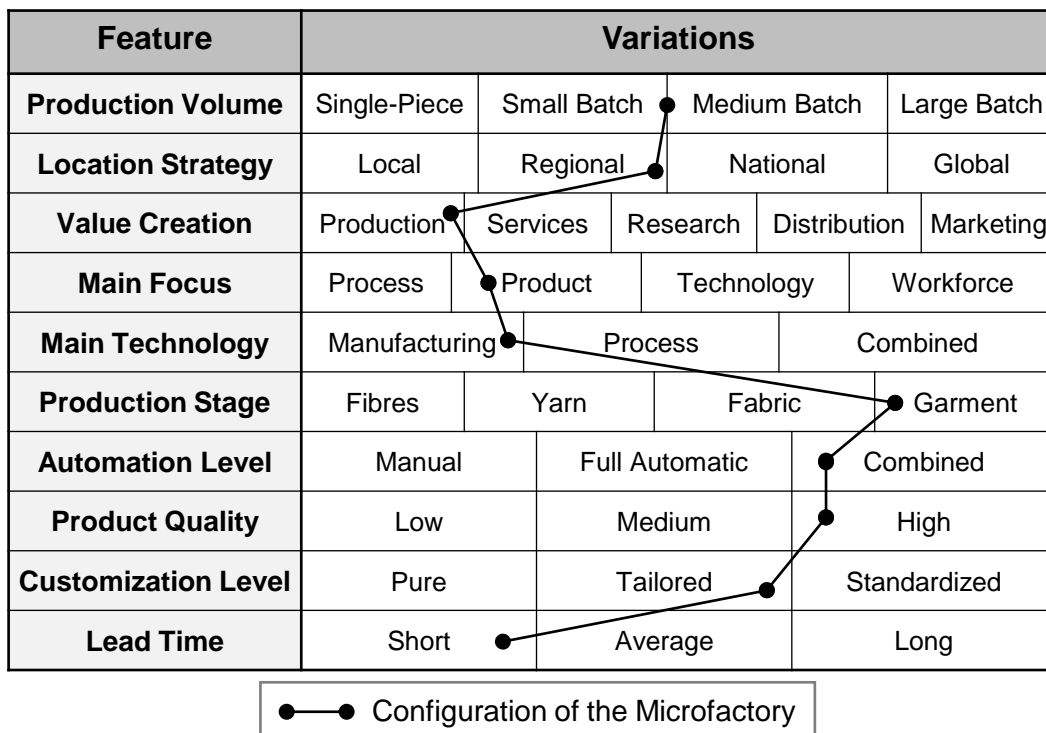 Feature Variations
Production Volume Single-Piece Small Batch Medium Batch Large Batch
Location Strategy Local Regional National Global
Value Creation Production Services Research Distribution Marketing
Main Focus Process Product Technology Workforce
Main Technology Manufacturing Process Combined
Production Stage Fibres Yarn Fabric Garment
Automation Level Manual Full Automatic Combined
Product Quality Low Medium High
Customization Level Pure Tailored Standardized
Lead Time Short Average Long
Configuration of the Microfactory